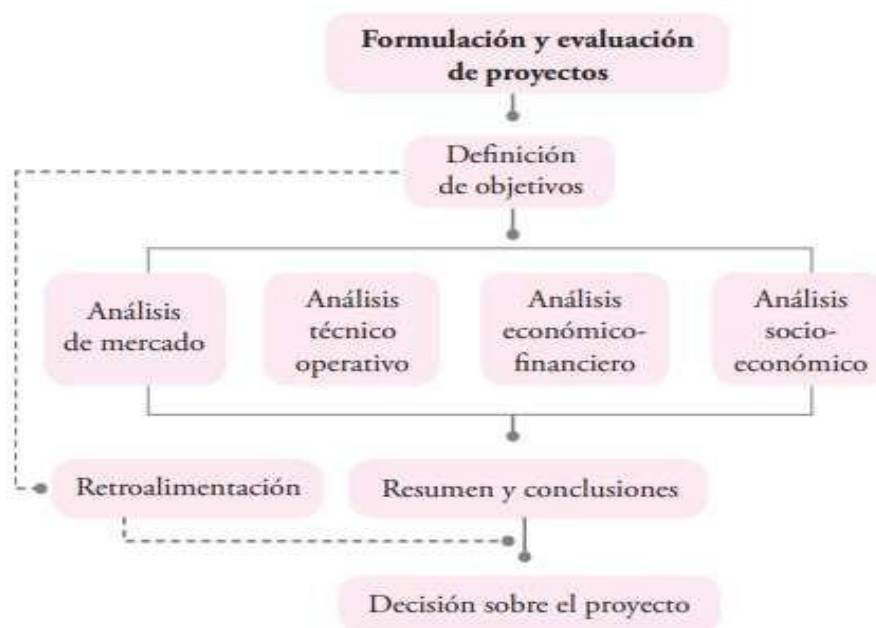 Formulación y evaluación
de proyectos
Definición
de objetivos
Análisis
de mercado
Análisis
técnico
operativo
Análisis
económico-
financiero
Análisis
socio-
económico
Retroalimentación
Resumen y conclusiones
Decisión sobre el proyecto